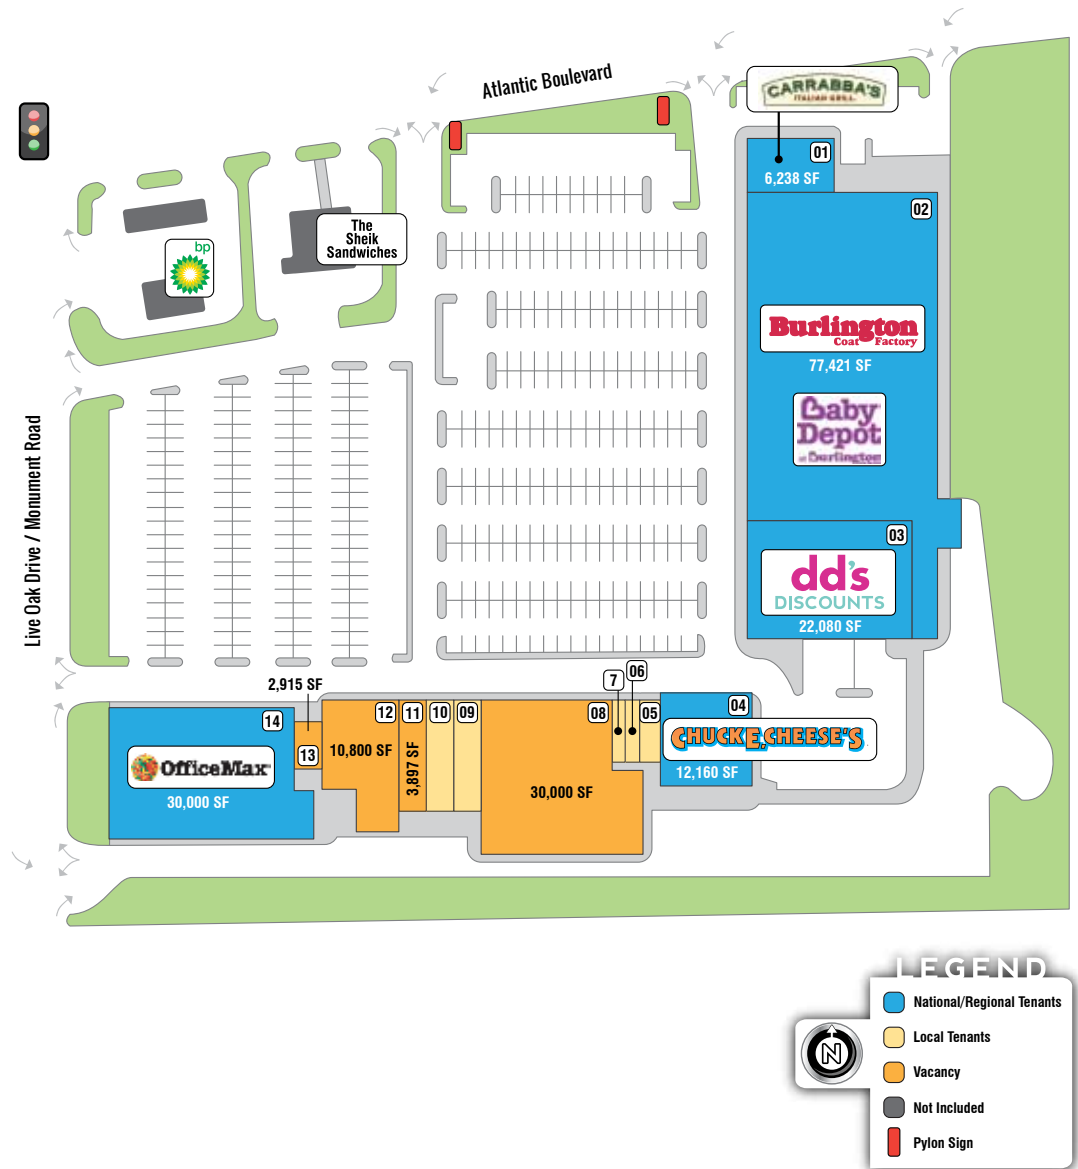 Atlantic Boulevard
CARRABBA'S
ITALIAN GRILL
01
6,238 SF
02
The
Sheik
Sandwiches
bp
Burlington
Coat Factory
77,421 SF
Baby
Depot
at Burlington
Live Oak Drive / Monument Road
03
dd's
DISCOUNTS
22,080 SF
2,915 SF
7
06
14
13
12
11
10
09
08
05
04
OfficeMax
30,000 SF
10,800 SF
3,897 SF
30,000 SF
CHUCK E. CHEESE'S
12,160 SF
LEGEND
National/Regional Tenants
Local Tenants
Vacancy
Not Included
Pylon Sign
N